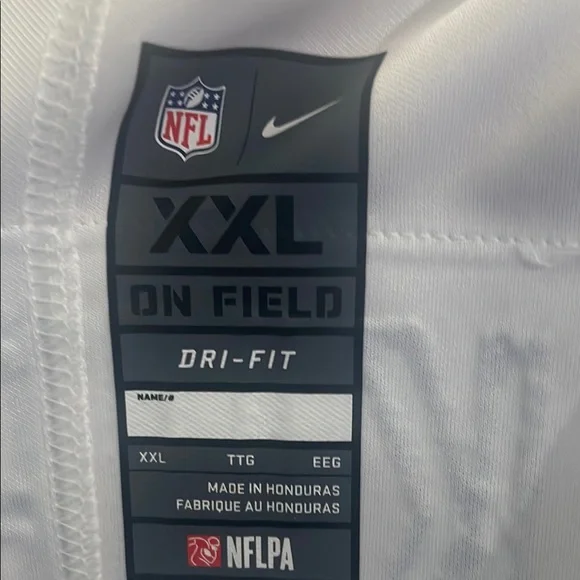 NFL
XXL
ON FIELD
DRI-FIT
NAME/#
XXL TTG EEG
MADE IN HONDURAS
FABRIQUE AU HONDURAS
NFLPA